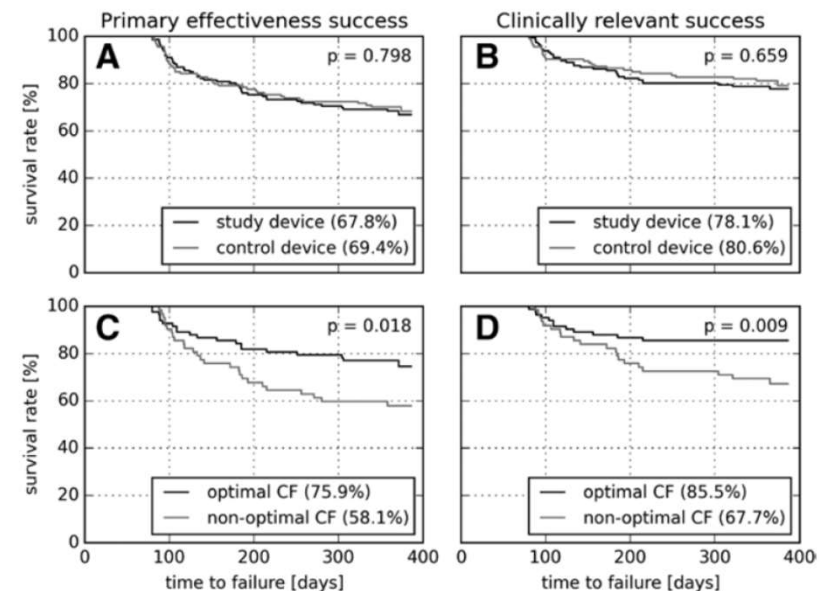 Primary effectiveness success
Clinically relevant success
A
p = 0.798
100
80
60
40
20
0
survival rate [%]
study device (67.8%)
control device (69.4%)
B
p = 0.659
study device (78.1%)
control device (80.6%)
C
p = 0.018
100
80
60
40
20
0
survival rate [%]
optimal CF (75.9%)
non-optimal CF (58.1%)
0 100 200 300 400
time to failure [days]
D
p = 0.009
optimal CF (85.5%)
non-optimal CF (67.7%)
0 100 200 300 400
time to failure [days]